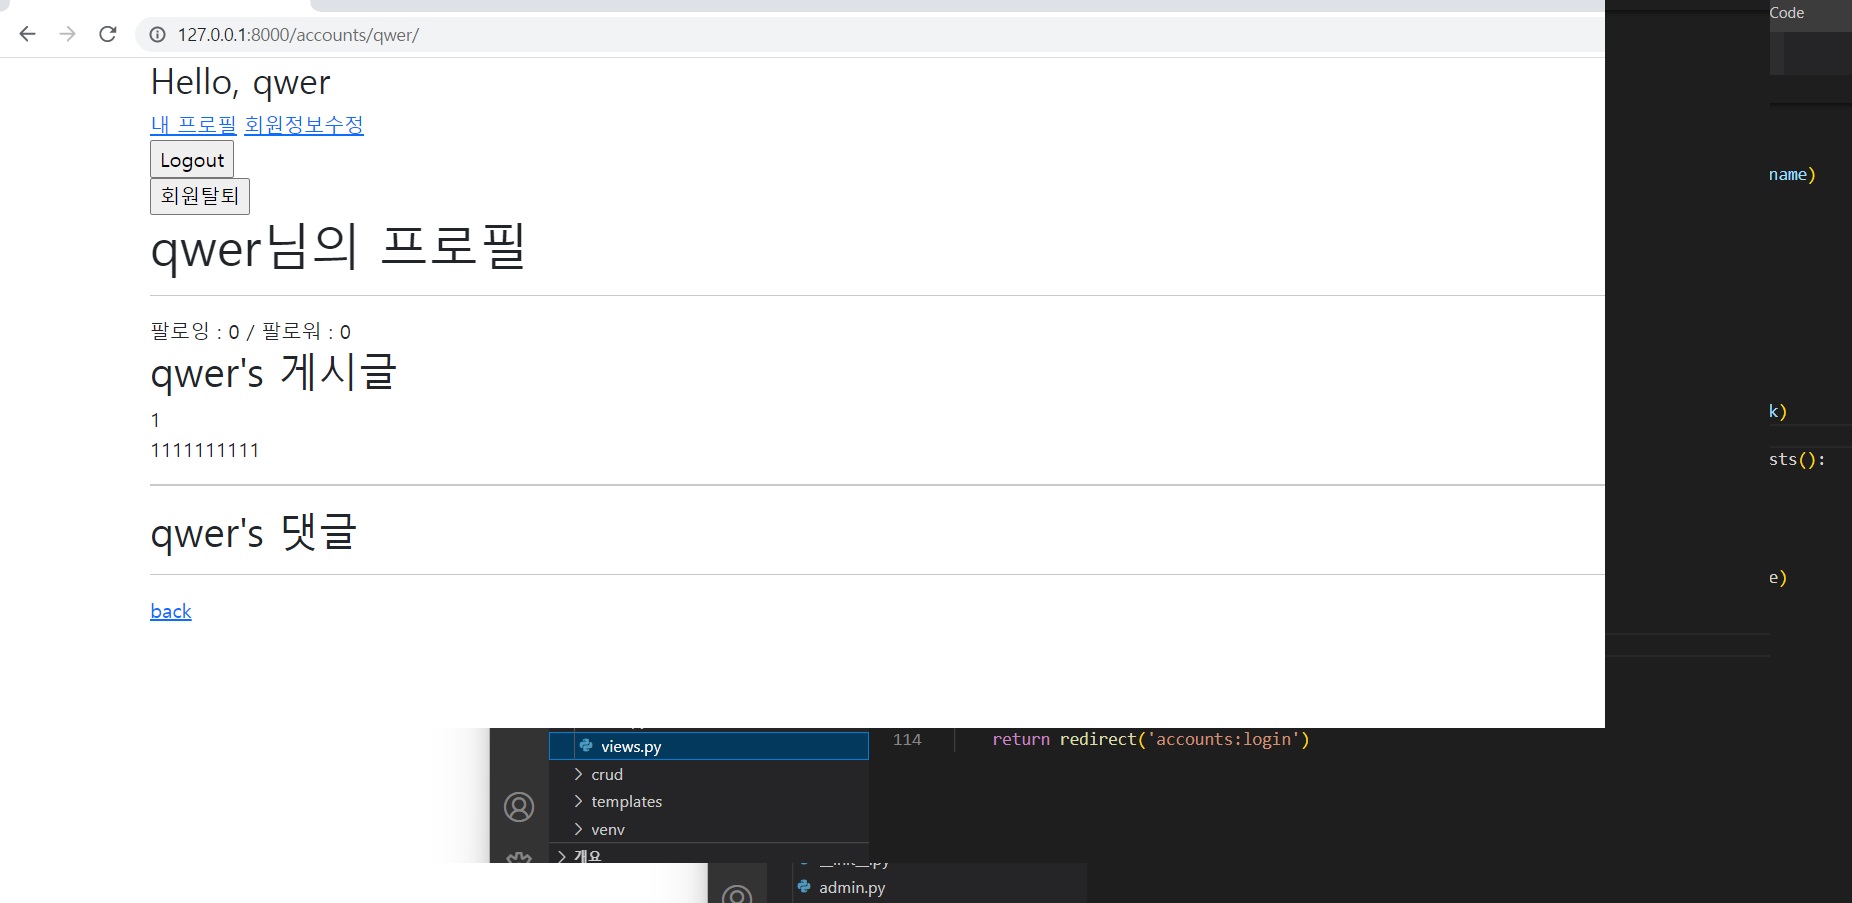 127.0.0.1:8000/accounts/qwer/
Code
Hello, qwer
내 프로필 회원정보수정
Logout
name)
회원탈퇴
qwer님의 프로필
팔로잉 : 0 / 팔로워 : 0
qwer's 게시글
k)
1
1111111111
sts():
qwer's 댓글
e)
back
views.py
114 return redirect('accounts:login')
crud
templates
venv
개요
__init__.py
admin.py